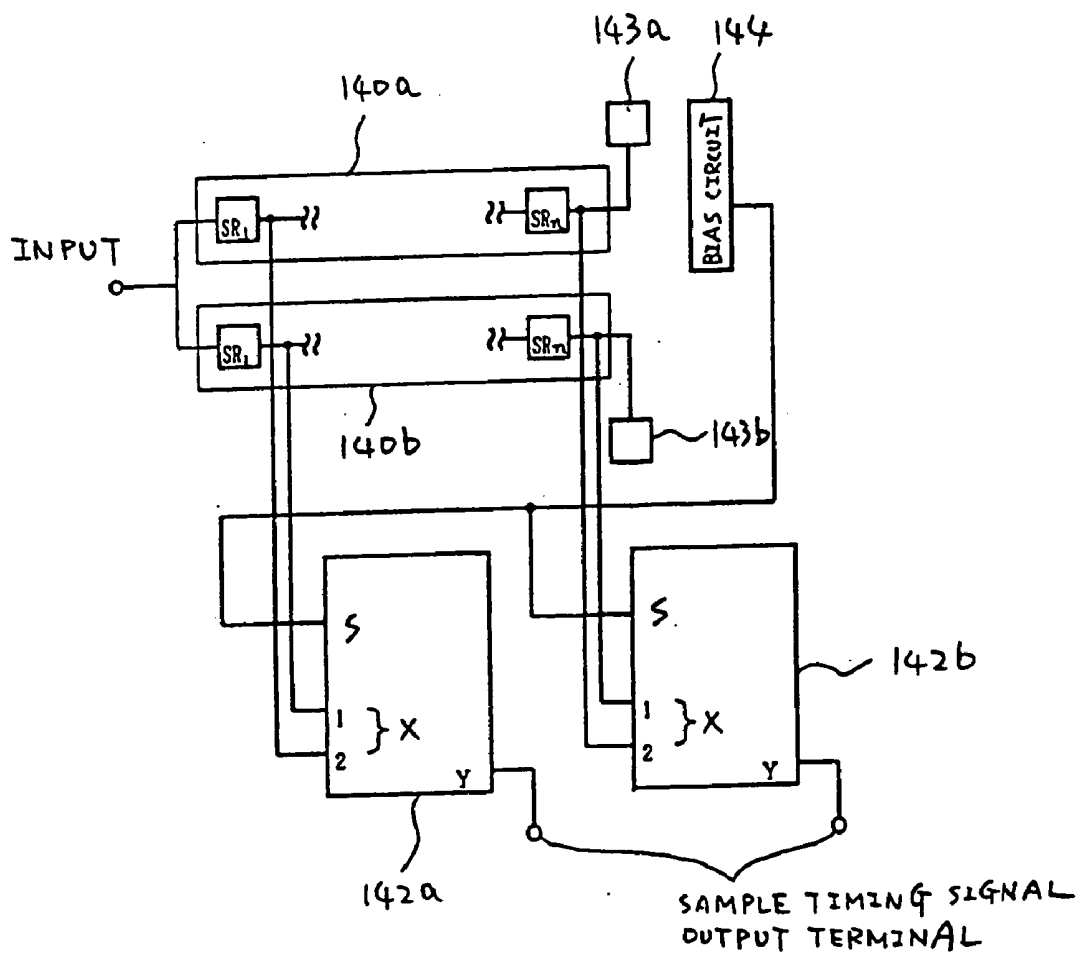 143a
144
140a
BIAS CIRCUIT
SR1
SRn
INPUT
SR1
SRn
140b
143b
S
S
142b
1
2
} X
1
2
} X
Y
Y
142a
SAMPLE TIMING SIGNAL
OUTPUT TERMINAL